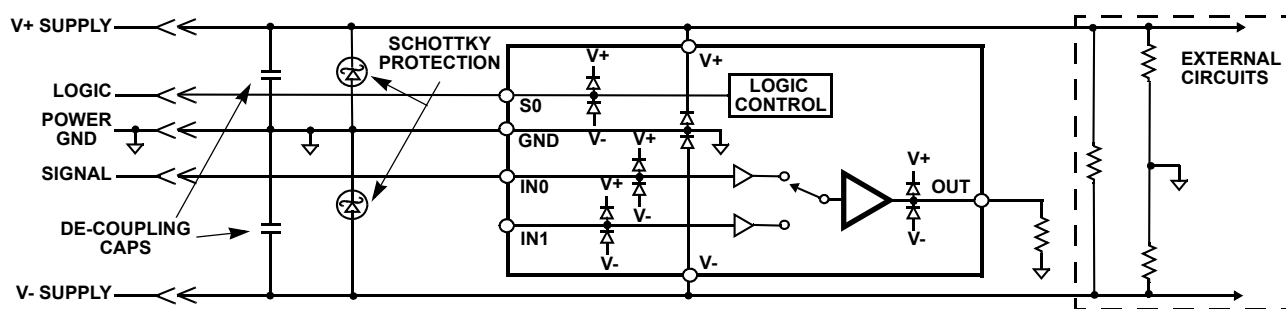 V+ SUPPLY
LOGIC
POWER
GND
SIGNAL
DE-COUPLING
CAPS
V- SUPPLY
SCHOTTKY
PROTECTION
V+
V+
S0
V-
LOGIC
CONTROL
GND
V+
IN0
V+
V-
IN1
V-
V-
V+
OUT
V-
EXTERNAL
CIRCUITS